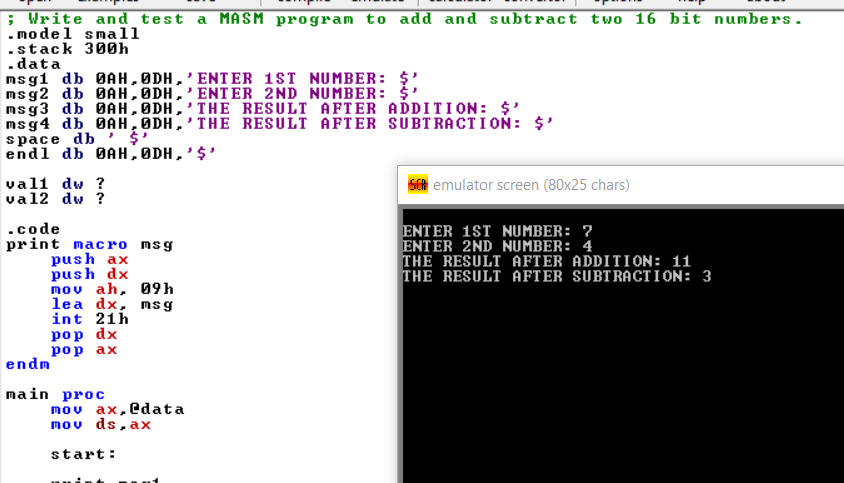 ; Write and test a MASM program to add and subtract two 16 bit numbers.
.model small
.stack 300h
.data
msg1 db 0AH,0DH,'ENTER 1ST NUMBER: $'
msg2 db 0AH,0DH,'ENTER 2ND NUMBER: $'
msg3 db 0AH,0DH,'THE RESULT AFTER ADDITION: $'
msg4 db 0AH,0DH,'THE RESULT AFTER SUBTRACTION: $'
space db ' $'
endl db 0AH,0DH,'$'
val1 dw ?
val2 dw ?
.code
print macro msg
push ax
push dx
mov ah, 09h
lea dx, msg
int 21h
pop dx
pop ax
endm
main proc
mov ax,@data
mov ds,ax
start:
SCR emulator screen (80x25 chars)
ENTER 1ST NUMBER: 7
ENTER 2ND NUMBER: 4
THE RESULT AFTER ADDITION: 11
THE RESULT AFTER SUBTRACTION: 3